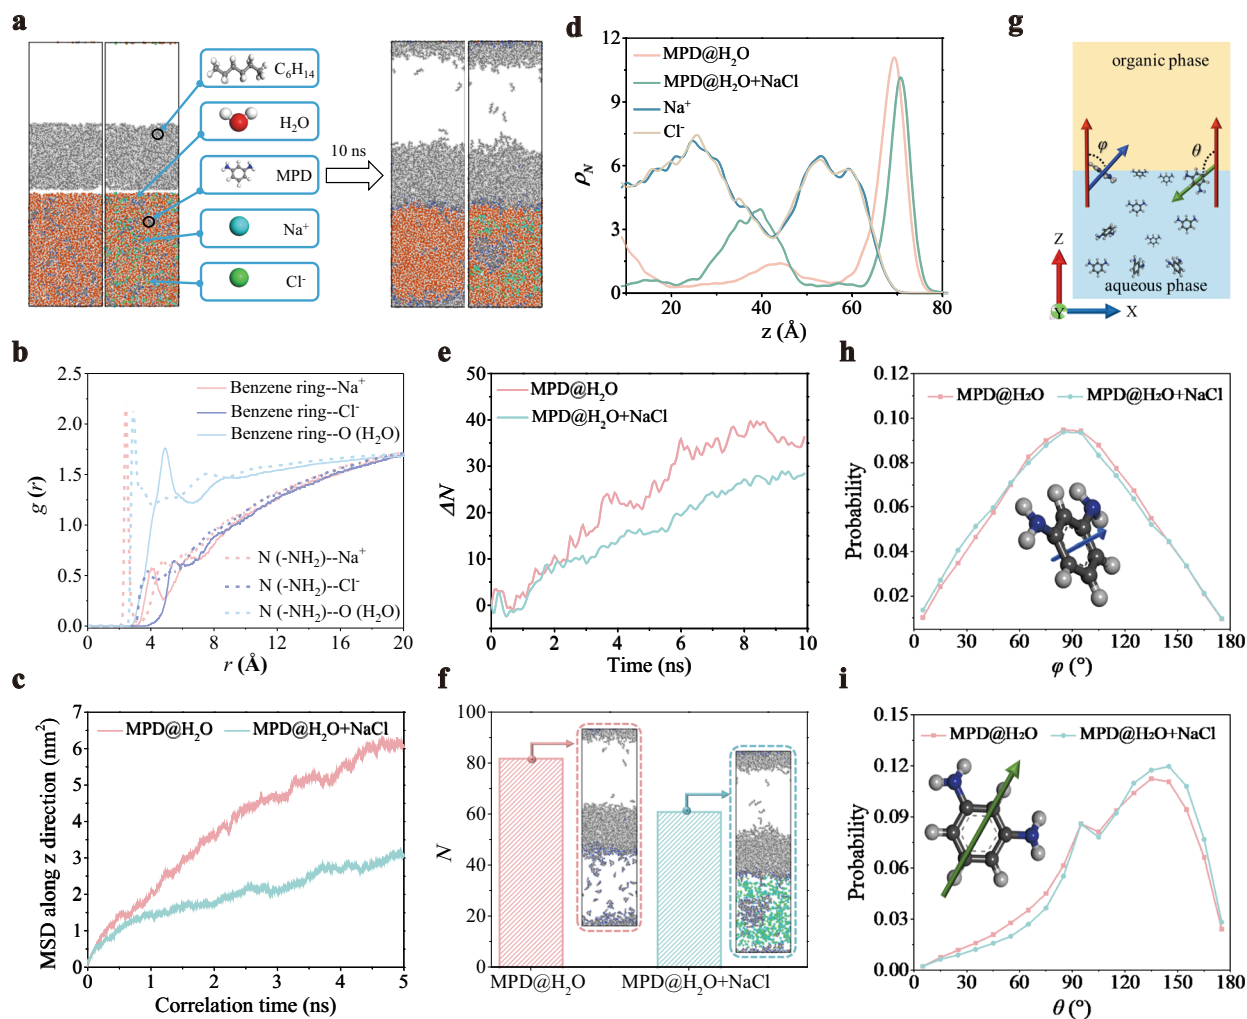 a
C₆H₁₄
H₂O
MPD
Na⁺
Cl⁻
10 ns
b
g (r)
2.5
2.0
1.5
1.0
0.5
0.0
Benzene ring--Na⁺
Benzene ring--Cl⁻
Benzene ring--O (H₂O)
N (-NH₂)--Na⁺
N (-NH₂)--Cl⁻
N (-NH₂)--O (H₂O)
0 4 8 12 16 20
r (Å)
c
MSD along z direction (nm²)
7
6
5
4
3
2
1
0
MPD@H₂O
MPD@H₂O+NaCl
0 1 2 3 4 5
Correlation time (ns)
d
ρN
12
9
6
3
0
MPD@H₂O
MPD@H₂O+NaCl
Na⁺
Cl⁻
20 40 60 80
z (Å)
e
ΔN
50
40
30
20
10
0
MPD@H₂O
MPD@H₂O+NaCl
0 2 4 6 8 10
Time (ns)
f
N
100
80
60
40
20
0
MPD@H₂O MPD@H₂O+NaCl
g
organic phase
φ
θ
aqueous phase
Z
Y
X
h
Probability
0.12
0.10
0.08
0.06
0.04
0.02
MPD@H₂O
MPD@H₂O+NaCl
0 30 60 90 120 150 180
φ (°)
i
Probability
0.15
0.12
0.09
0.06
0.03
0.00
MPD@H₂O
MPD@H₂O+NaCl
0 30 60 90 120 150 180
θ (°)